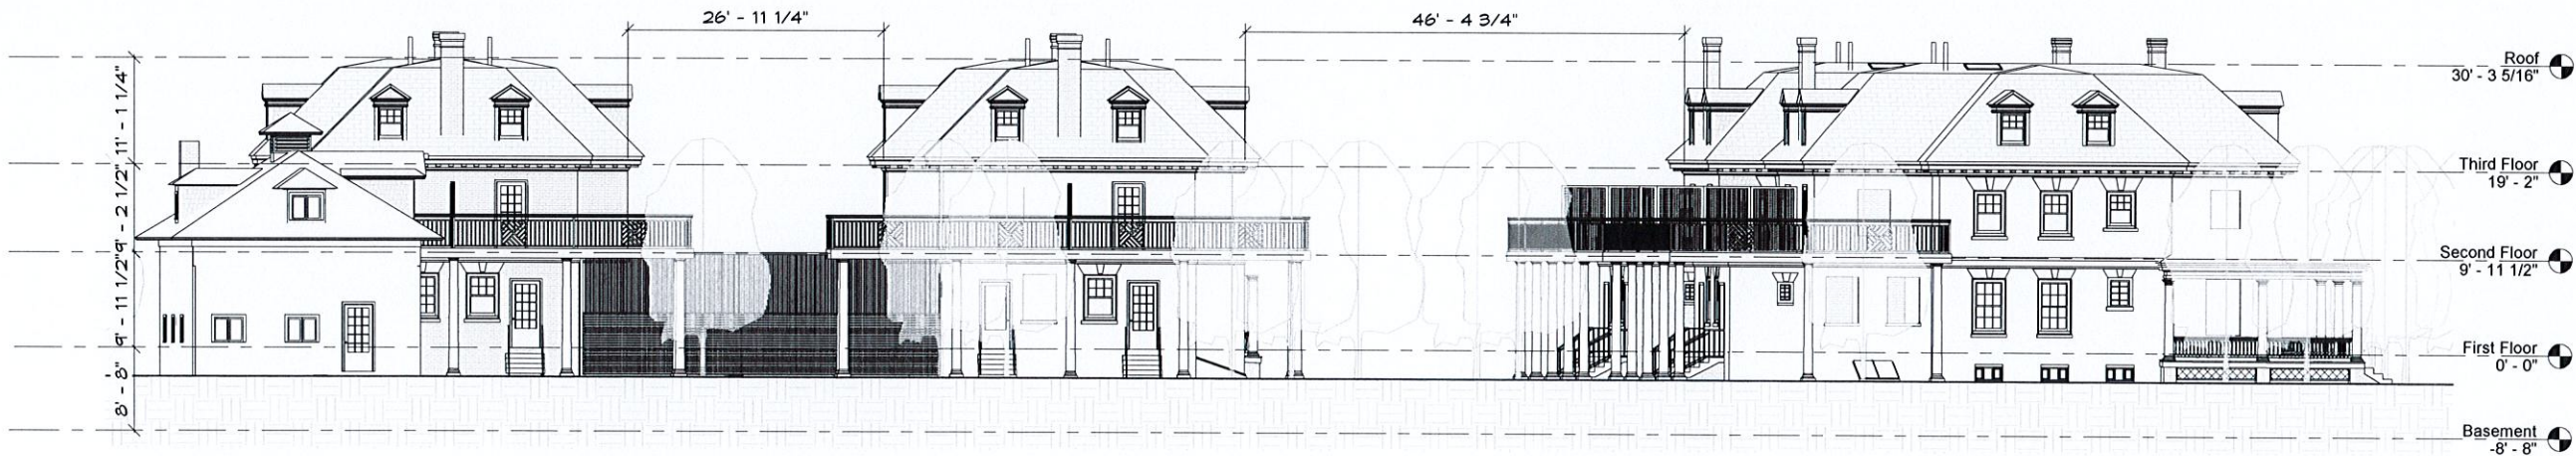 26' - 11 1/4"
46' - 4 3/4"
11' - 1 1/4"
9' - 2 1/2"
9' - 11 1/2"
8' - 8"
Roof
30' - 3 5/16"
Third Floor
19' - 2"
Second Floor
9' - 11 1/2"
First Floor
0' - 0"
Basement
-8' - 8"